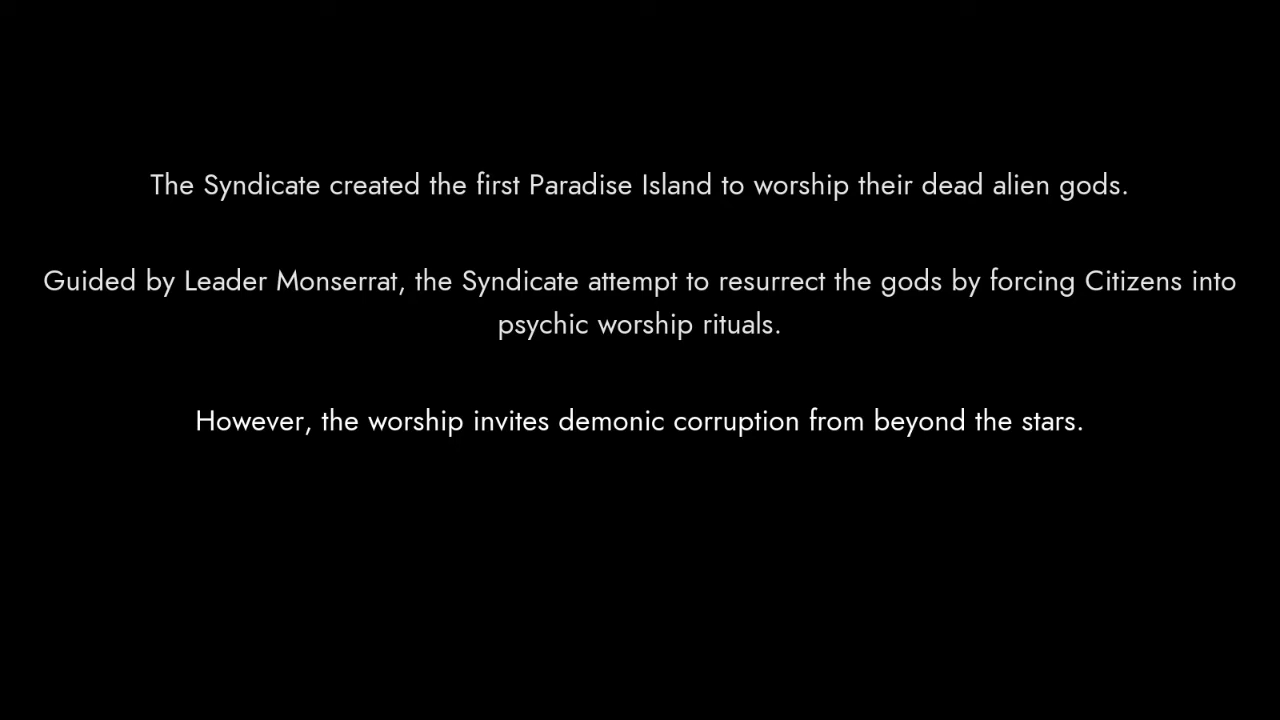 The Syndicate created the first Paradise Island to worship their dead alien gods.
Guided by Leader Monserrat, the Syndicate attempt to resurrect the gods by forcing Citizens into
psychic worship rituals.
However, the worship invites demonic corruption from beyond the stars.